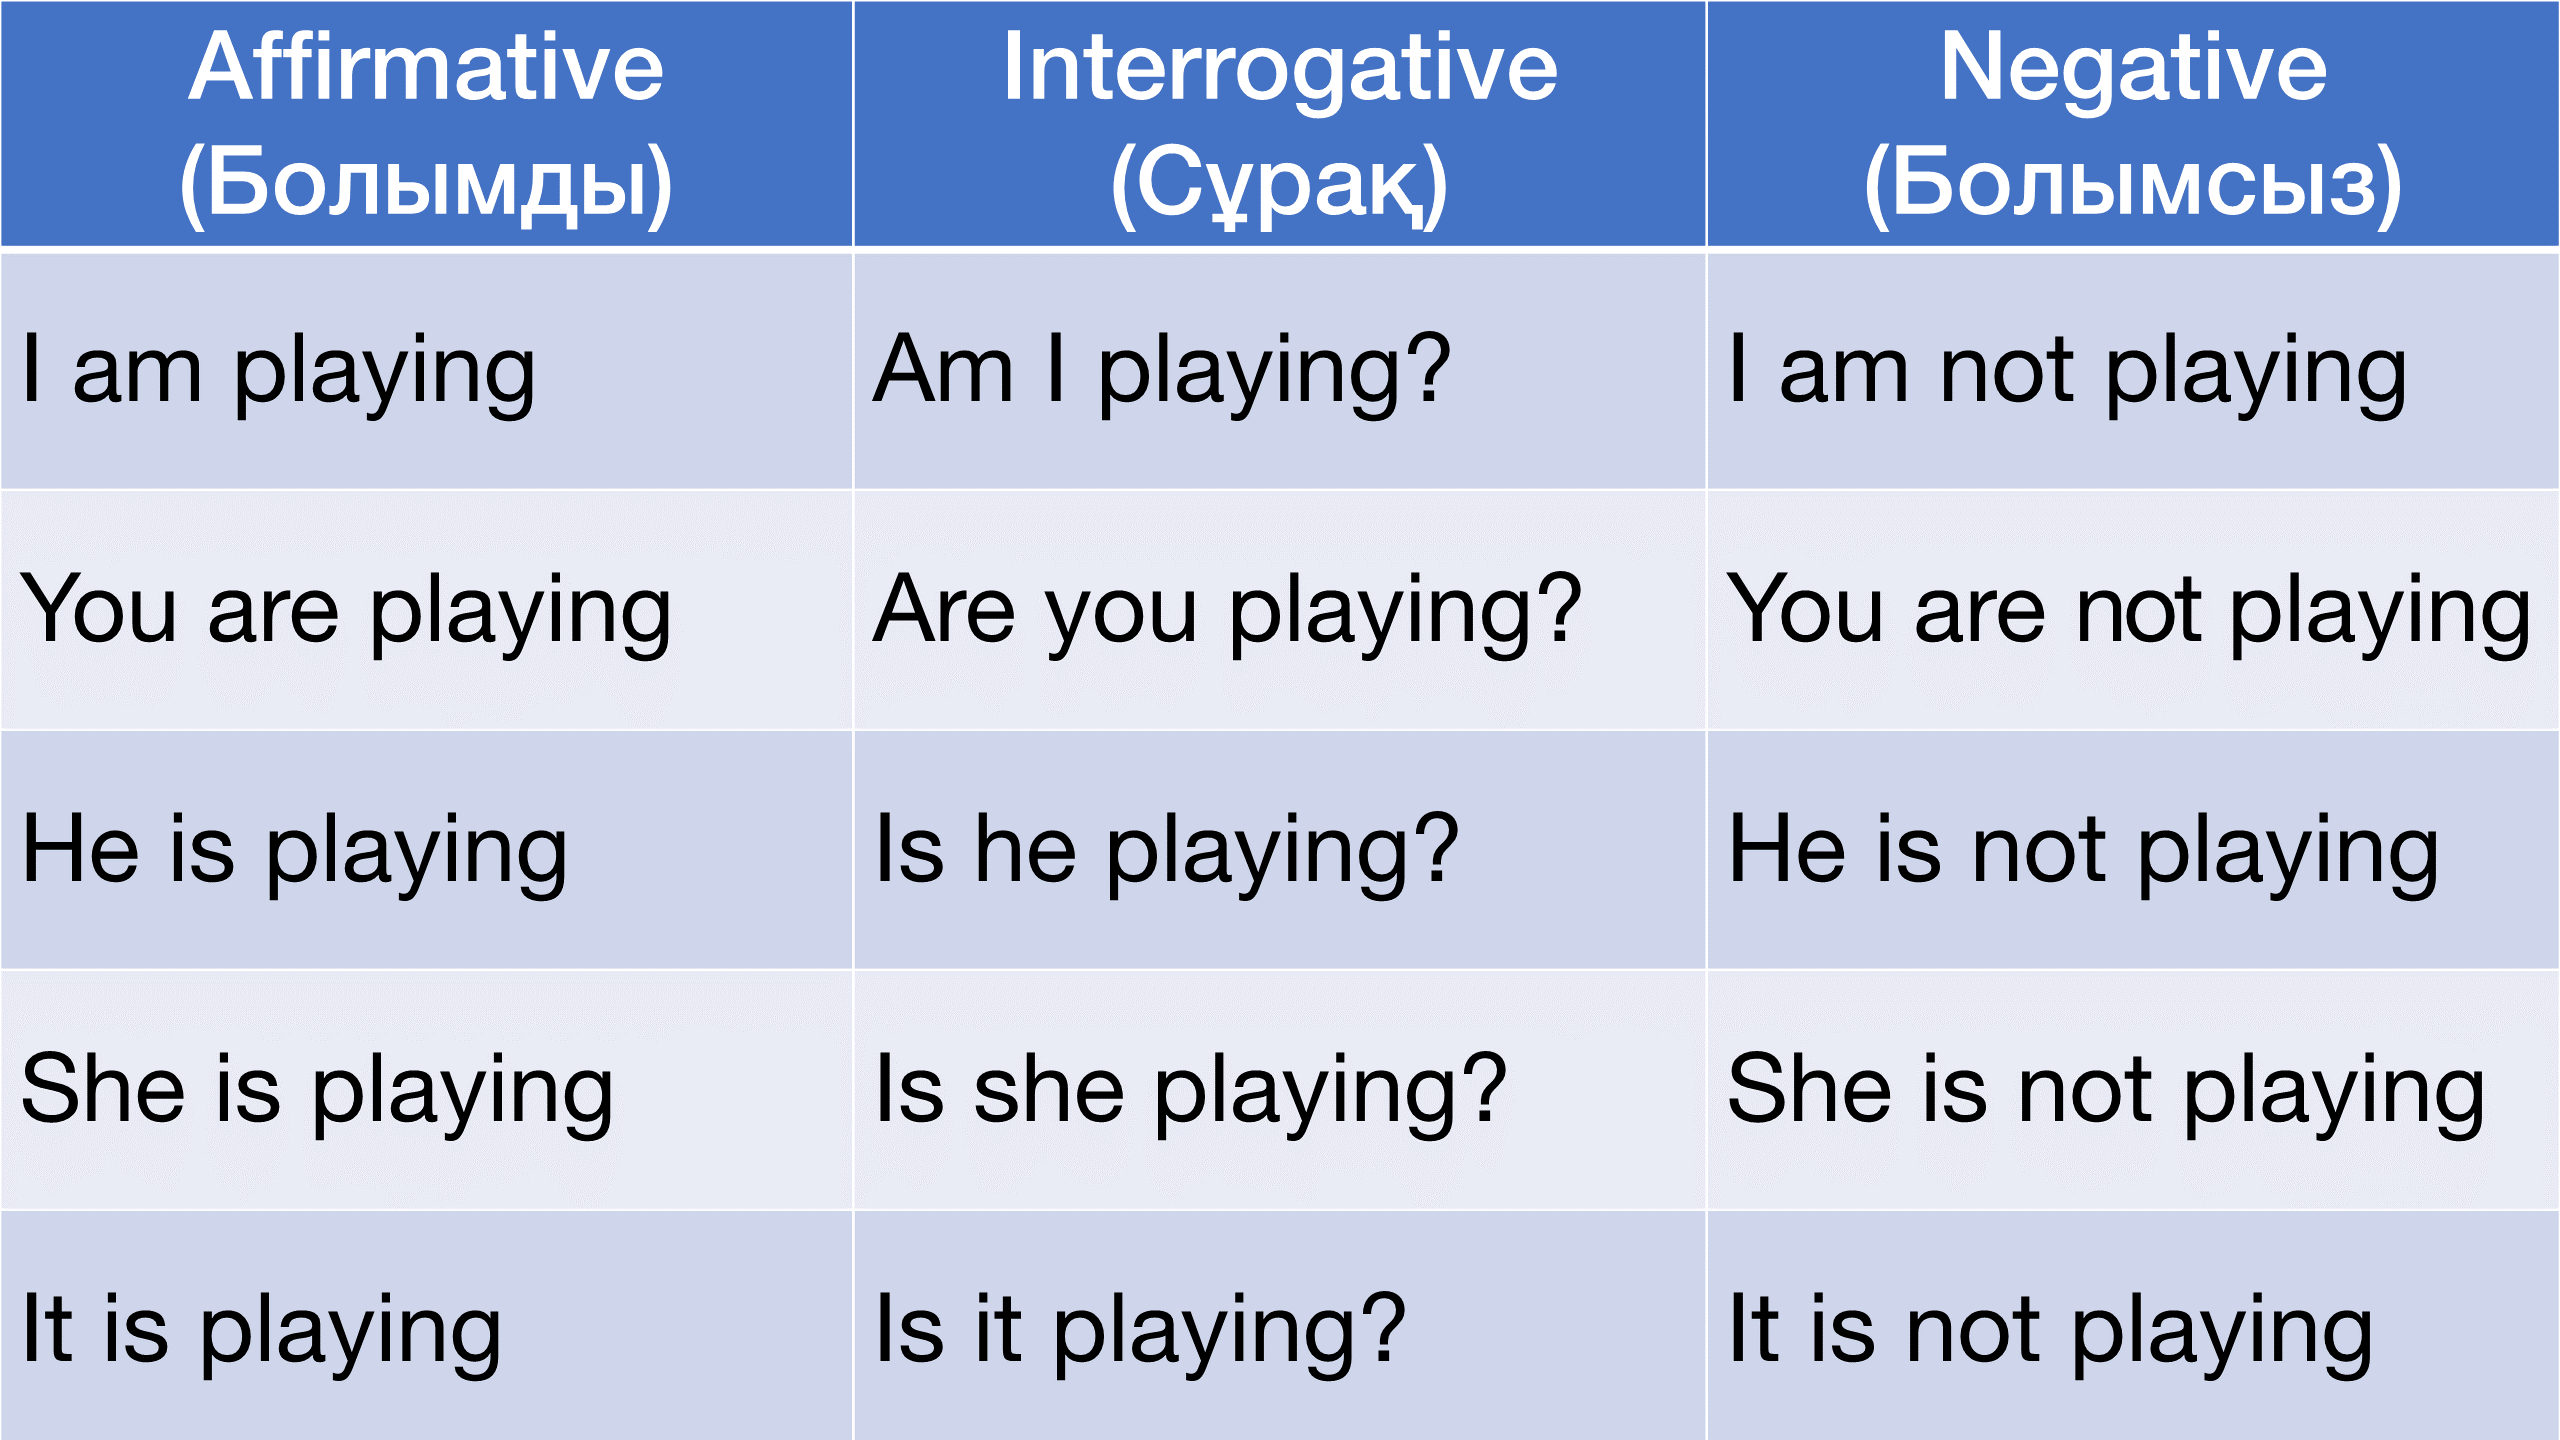 Affirmative
(Болымды)
Interrogative
(Сұрақ)
Negative
(Болымсыз)
I am playing
Am I playing?
I am not playing
You are playing
Are you playing?
You are not playing
He is playing
Is he playing?
He is not playing
She is playing
Is she playing?
She is not playing
It is playing
Is it playing?
It is not playing